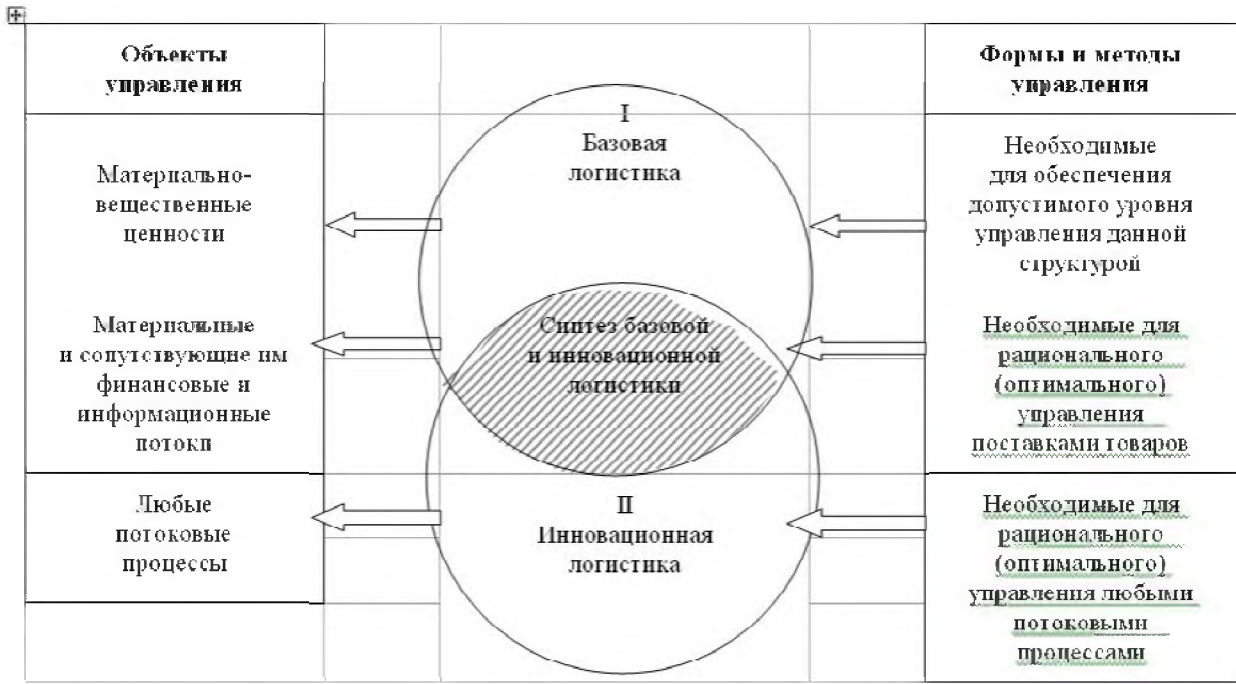 Объекты
управления
Материально-
вещественные
ценности
Материальные
и сопутствующие им
финансовые и
информационные
потоки
Любые
потоковые
процессы
I
Базовая
логистика
Синтез базовой
и инновационной
логистики
II
Инновационная
логистика
Формы и методы
управления
Необходимые
для обеспечения
допустимого уровня
управления данной
структурой
Необходимые для
рационального
(оптимального)
управления
поставками товаров
Необходимые для
рационального
(оптимального)
управления любыми
потоковыми
процессами